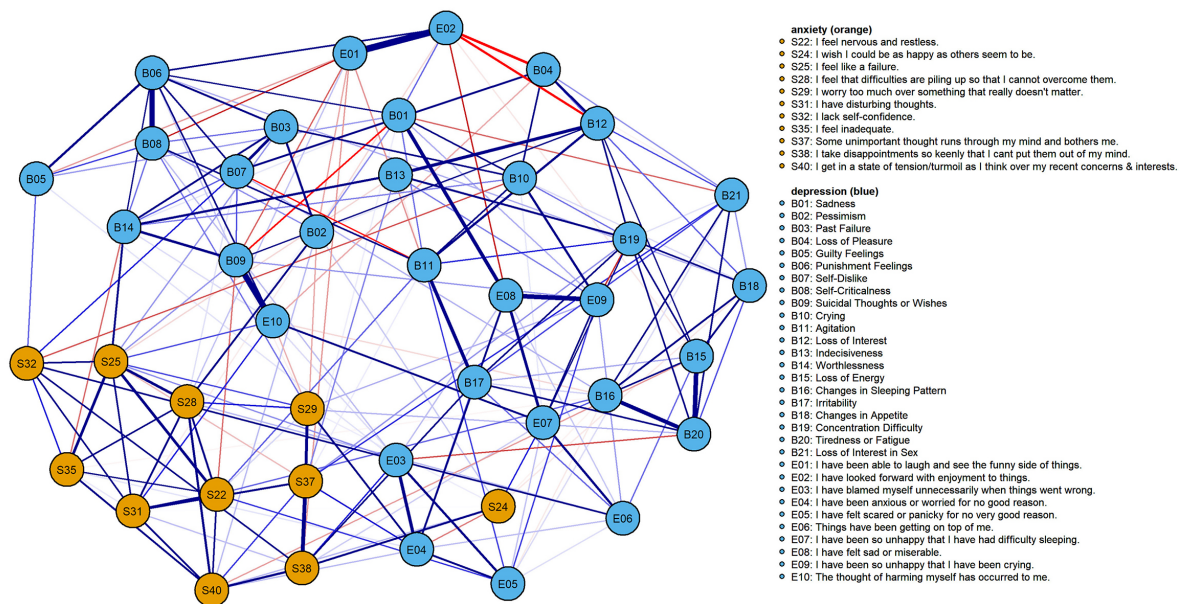 E02
E01
B04
B06
B01
B12
B03
B08
B07
B13
B10
B05
B21
B14
B02
B19
B09
B11
B18
E08
E09
E10
B15
S32
S25
B17
B16
S28
S29
E07
B20
S35
E03
S37
S22
S24
S31
E06
E04
S38
E05
S40
anxiety (orange)
S22: I feel nervous and restless.
S24: I wish I could be as happy as others seem to be.
S25: I feel like a failure.
S28: I feel that difficulties are piling up so that I cannot overcome them.
S29: I worry too much over something that really doesn't matter.
S31: I have disturbing thoughts.
S32: I lack self-confidence.
S35: I feel inadequate.
S37: Some unimportant thought runs through my mind and bothers me.
S38: I take disappointments so keenly that I cant put them out of my mind.
S40: I get in a state of tension/turmoil as I think over my recent concerns & interests.
depression (blue)
B01: Sadness
B02: Pessimism
B03: Past Failure
B04: Loss of Pleasure
B05: Guilty Feelings
B06: Punishment Feelings
B07: Self-Dislike
B08: Self-Criticalness
B09: Suicidal Thoughts or Wishes
B10: Crying
B11: Agitation
B12: Loss of Interest
B13: Indecisiveness
B14: Worthlessness
B15: Loss of Energy
B16: Changes in Sleeping Pattern
B17: Irritability
B18: Changes in Appetite
B19: Concentration Difficulty
B20: Tiredness or Fatigue
B21: Loss of Interest in Sex
E01: I have been able to laugh and see the funny side of things.
E02: I have looked forward with enjoyment to things.
E03: I have blamed myself unnecessarily when things went wrong.
E04: I have been anxious or worried for no good reason.
E05: I have felt scared or panicky for no very good reason.
E06: Things have been getting on top of me.
E07: I have been so unhappy that I have had difficulty sleeping.
E08: I have felt sad or miserable.
E09: I have been so unhappy that I have been crying.
E10: The thought of harming myself has occurred to me.